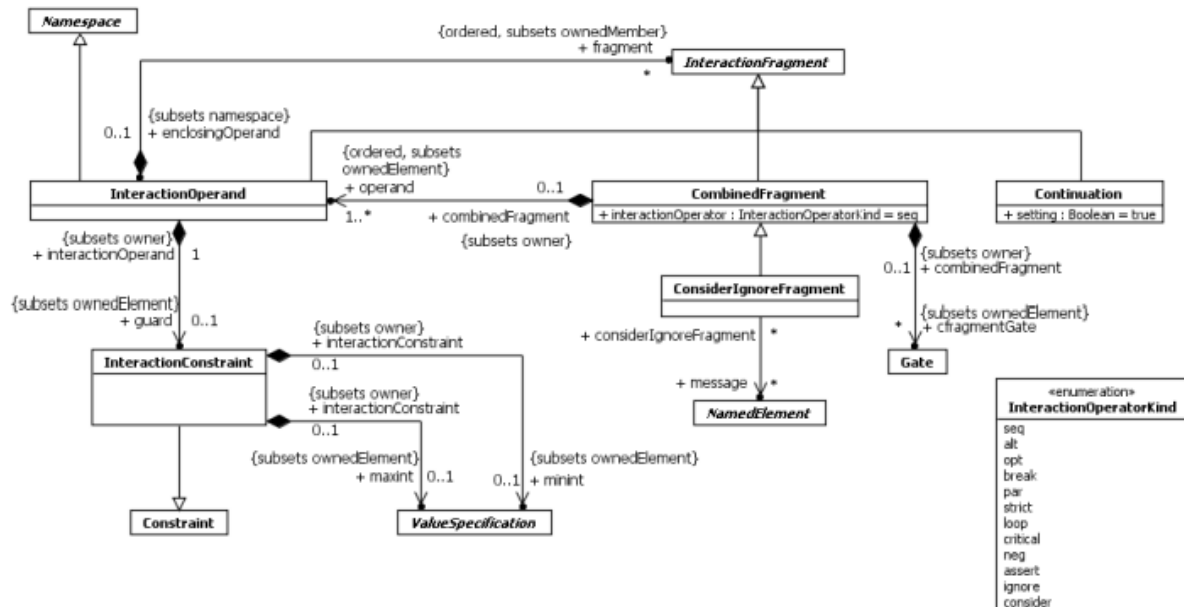 Namespace
{ordered, subsets ownedMember}
+ fragment
*
InteractionFragment
{subsets namespace}
0..1
+ enclosingOperand
{ordered, subsets
ownedElement}
+ operand
1..*
0..1
+ combinedFragment
{subsets owner}
InteractionOperand
CombinedFragment
+ interactionOperator : InteractionOperatorKind = seq
Continuation
+ setting : Boolean = true
{subsets owner}
+ interactionOperand
1
{subsets owner}
0..1
+ combinedFragment
ConsiderIgnoreFragment
{subsets ownedElement}
+ guard
0..1
{subsets owner}
+ interactionConstraint
0..1
+ considerIgnoreFragment
*
{subsets ownedElement}
*
+ cfragmentGate
InteractionConstraint
Gate
{subsets owner}
+ interactionConstraint
0..1
+ message
*
NamedElement
{subsets ownedElement}
+ maxint
0..1
{subsets ownedElement}
0..1
+ minint
Constraint
ValueSpecification
«enumeration»
InteractionOperatorKind
seq
alt
opt
break
par
strict
loop
critical
neg
assert
ignore
consider